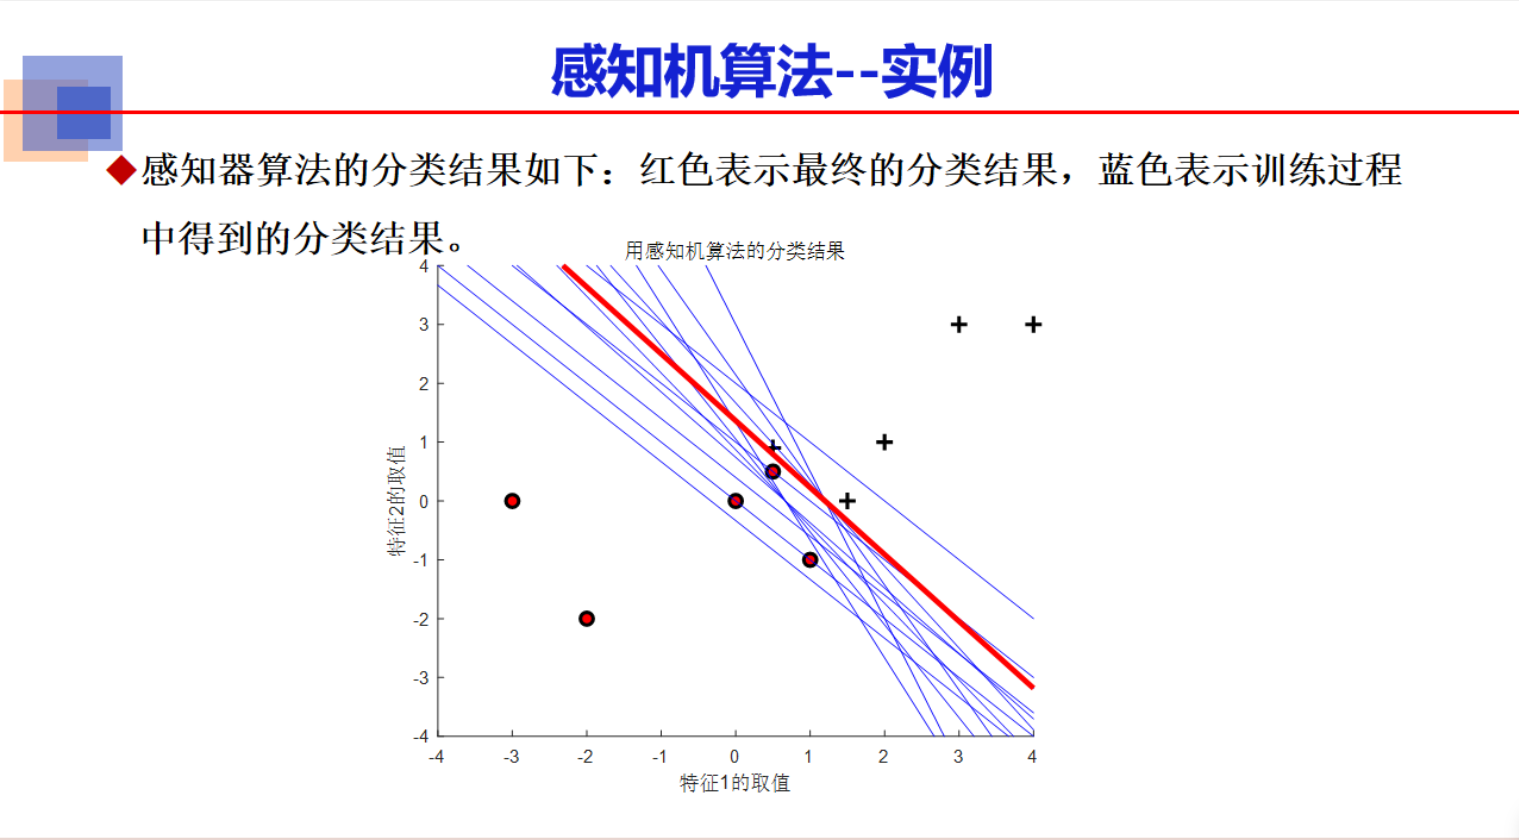 感知机算法--实例
感知器算法的分类结果如下：红色表示最终的分类结果，蓝色表示训练过程
中得到的分类结果。
用感知机算法的分类结果
4
3
2
1
0
-1
-2
-3
-4
特征2的取值
-4 -3 -2 -1 0 1 2 3 4
特征1的取值